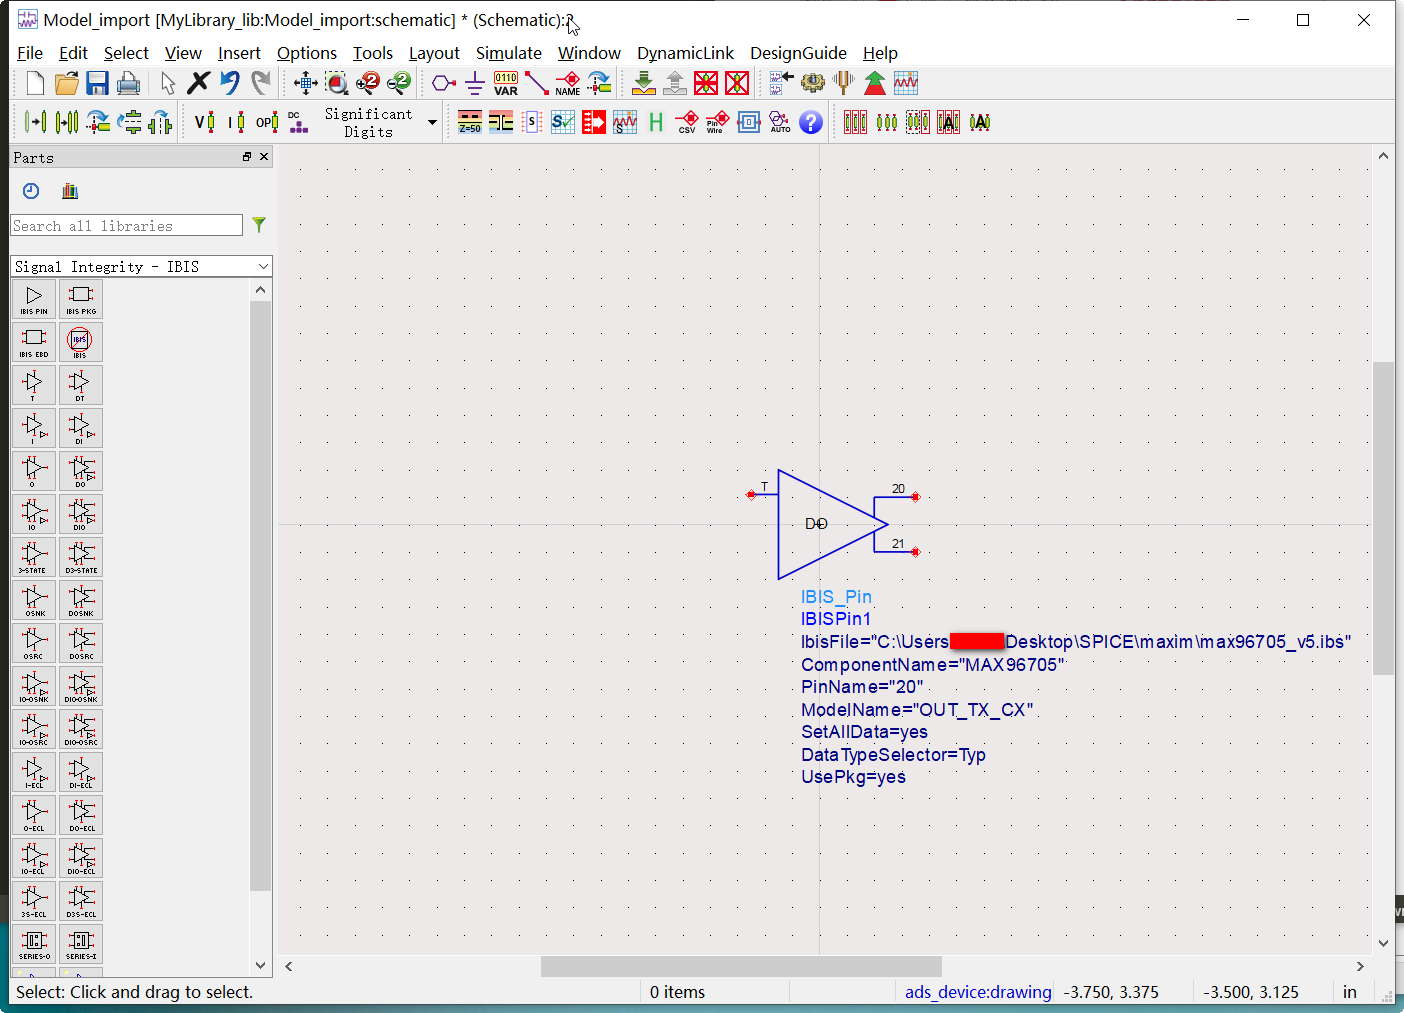 Model_import [MyLibrary_lib:Model_import:schematic] * (Schematic):2
File Edit Select View Insert Options Tools Layout Simulate Window DynamicLink DesignGuide Help
0110
VAR
NAME
V I OP DC
Significant
Digits
Z=50
S
S
S
H
CSV
Pin
Wire
AUTO
?
A
A
Parts
Search all libraries
Signal Integrity - IBIS
IBIS PIN IBIS PKG
IBIS EBD IBIS
IBIS
T DT
I DI
O DO
IO DIO
3-STATE D3-STATE
OSNK DOSNK
OSRC DOSRC
IO-OSNK DIO-OSNK
IO-OSRC DIO-OSRC
I-ECL DI-ECL
O-ECL DO-ECL
IO-ECL DIO-ECL
3S-ECL D3S-ECL
SERIES-O SERIES-I
T
20
DO
21
IBIS_Pin
IBISPin1
IbisFile="C:\Users Desktop\SPICE\maxim\max96705_v5.ibs"
ComponentName="MAX96705"
PinName="20"
ModelName="OUT_TX_CX"
SetAllData=yes
DataTypeSelector=Typ
UsePkg=yes
Select: Click and drag to select.
0 items
ads_device:drawing
-3.750, 3.375
-3.500, 3.125
in